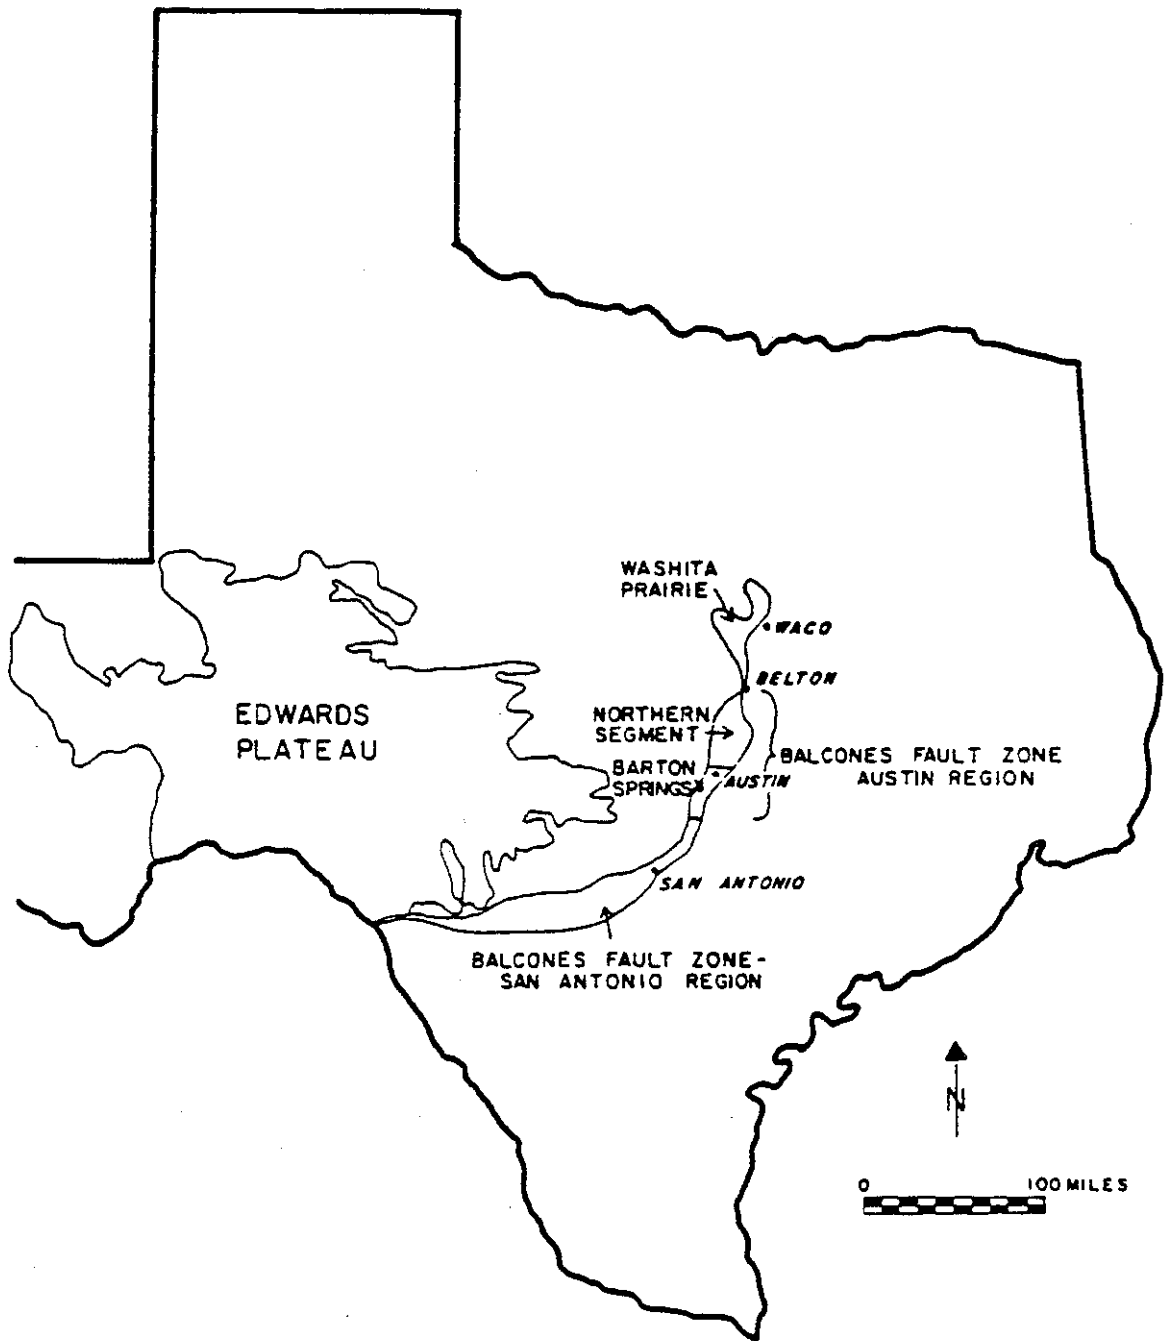 WASHITA
PRAIRIE
WACO
BELTON
EDWARDS
PLATEAU
NORTHERN
SEGMENT
BALCONES FAULT ZONE
AUSTIN REGION
BARTON
SPRINGS
AUSTIN
SAN ANTONIO
BALCONES FAULT ZONE-
SAN ANTONIO REGION
N
0 100 MILES